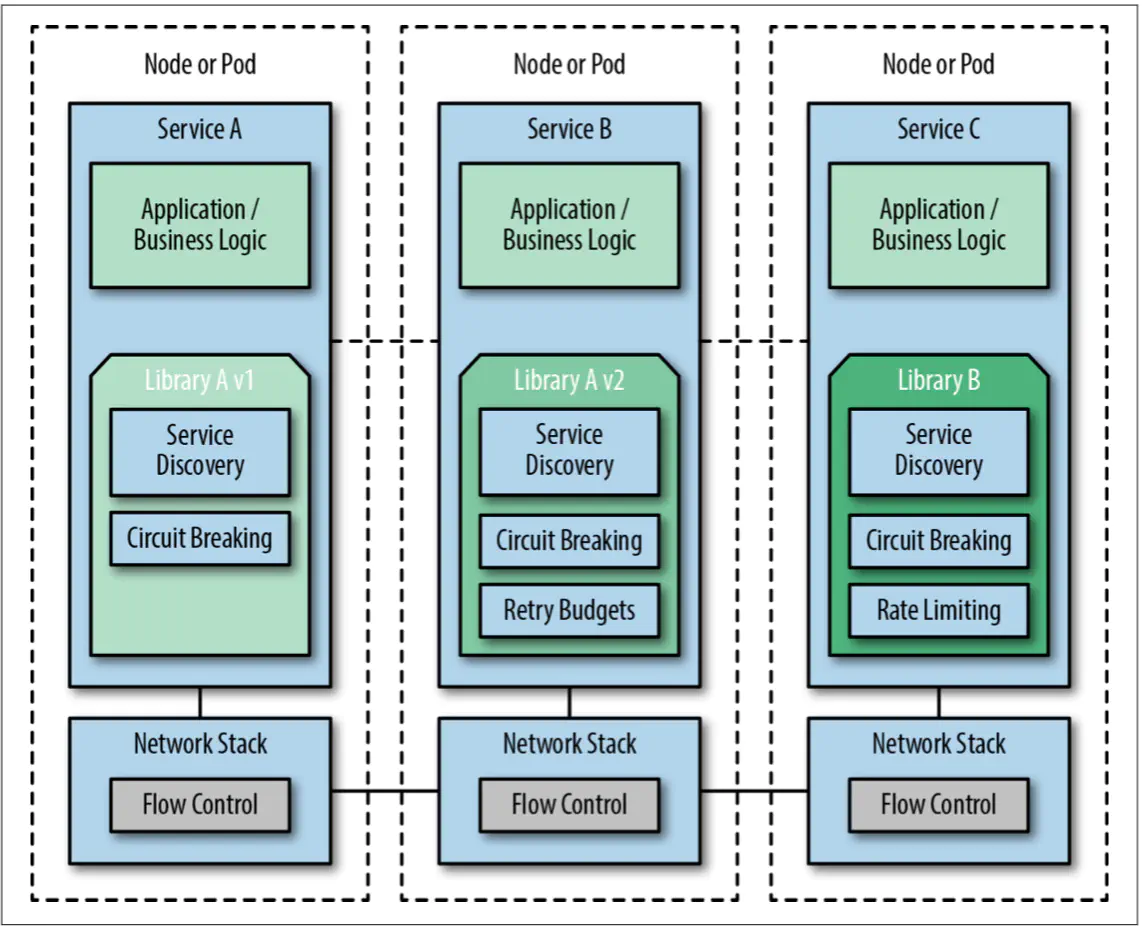 Node or Pod
Service A
Application /
Business Logic
Library A v1
Service
Discovery
Circuit Breaking
Network Stack
Flow Control
Node or Pod
Service B
Application /
Business Logic
Library A v2
Service
Discovery
Circuit Breaking
Retry Budgets
Network Stack
Flow Control
Node or Pod
Service C
Application /
Business Logic
Library B
Service
Discovery
Circuit Breaking
Rate Limiting
Network Stack
Flow Control